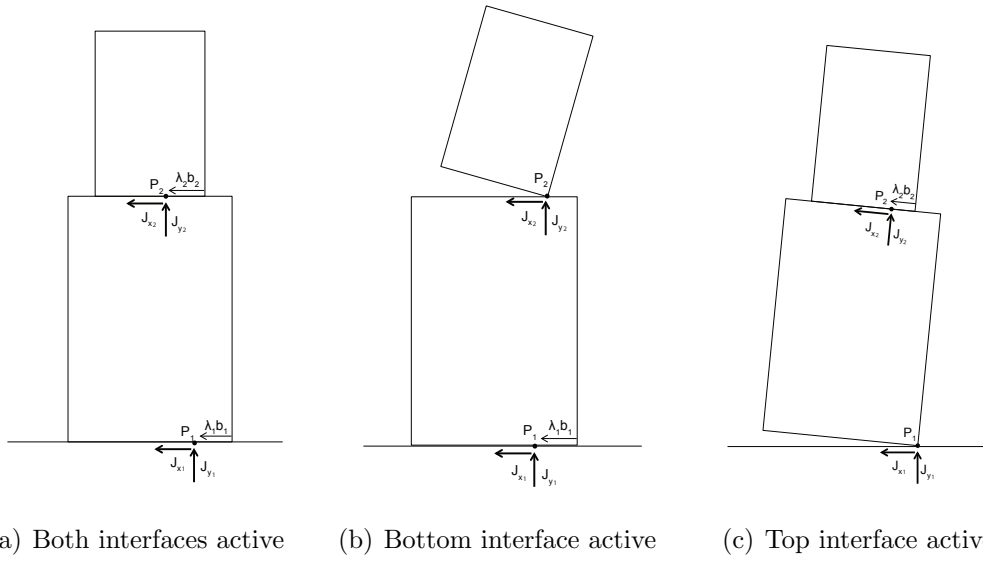 P₂ λ₂b₂
Jₓ₂ Jy₂
P₁ λ₁b₁
Jₓ₁ Jy₁
P₂
Jₓ₂ Jy₂
P₁ λ₁b₁
Jₓ₁ Jy₁
P₂ λ₂b₂
Jₓ₂ Jy₂
P₁
Jₓ₁ Jy₁
a) Both interfaces active
(b) Bottom interface active
(c) Top interface activ